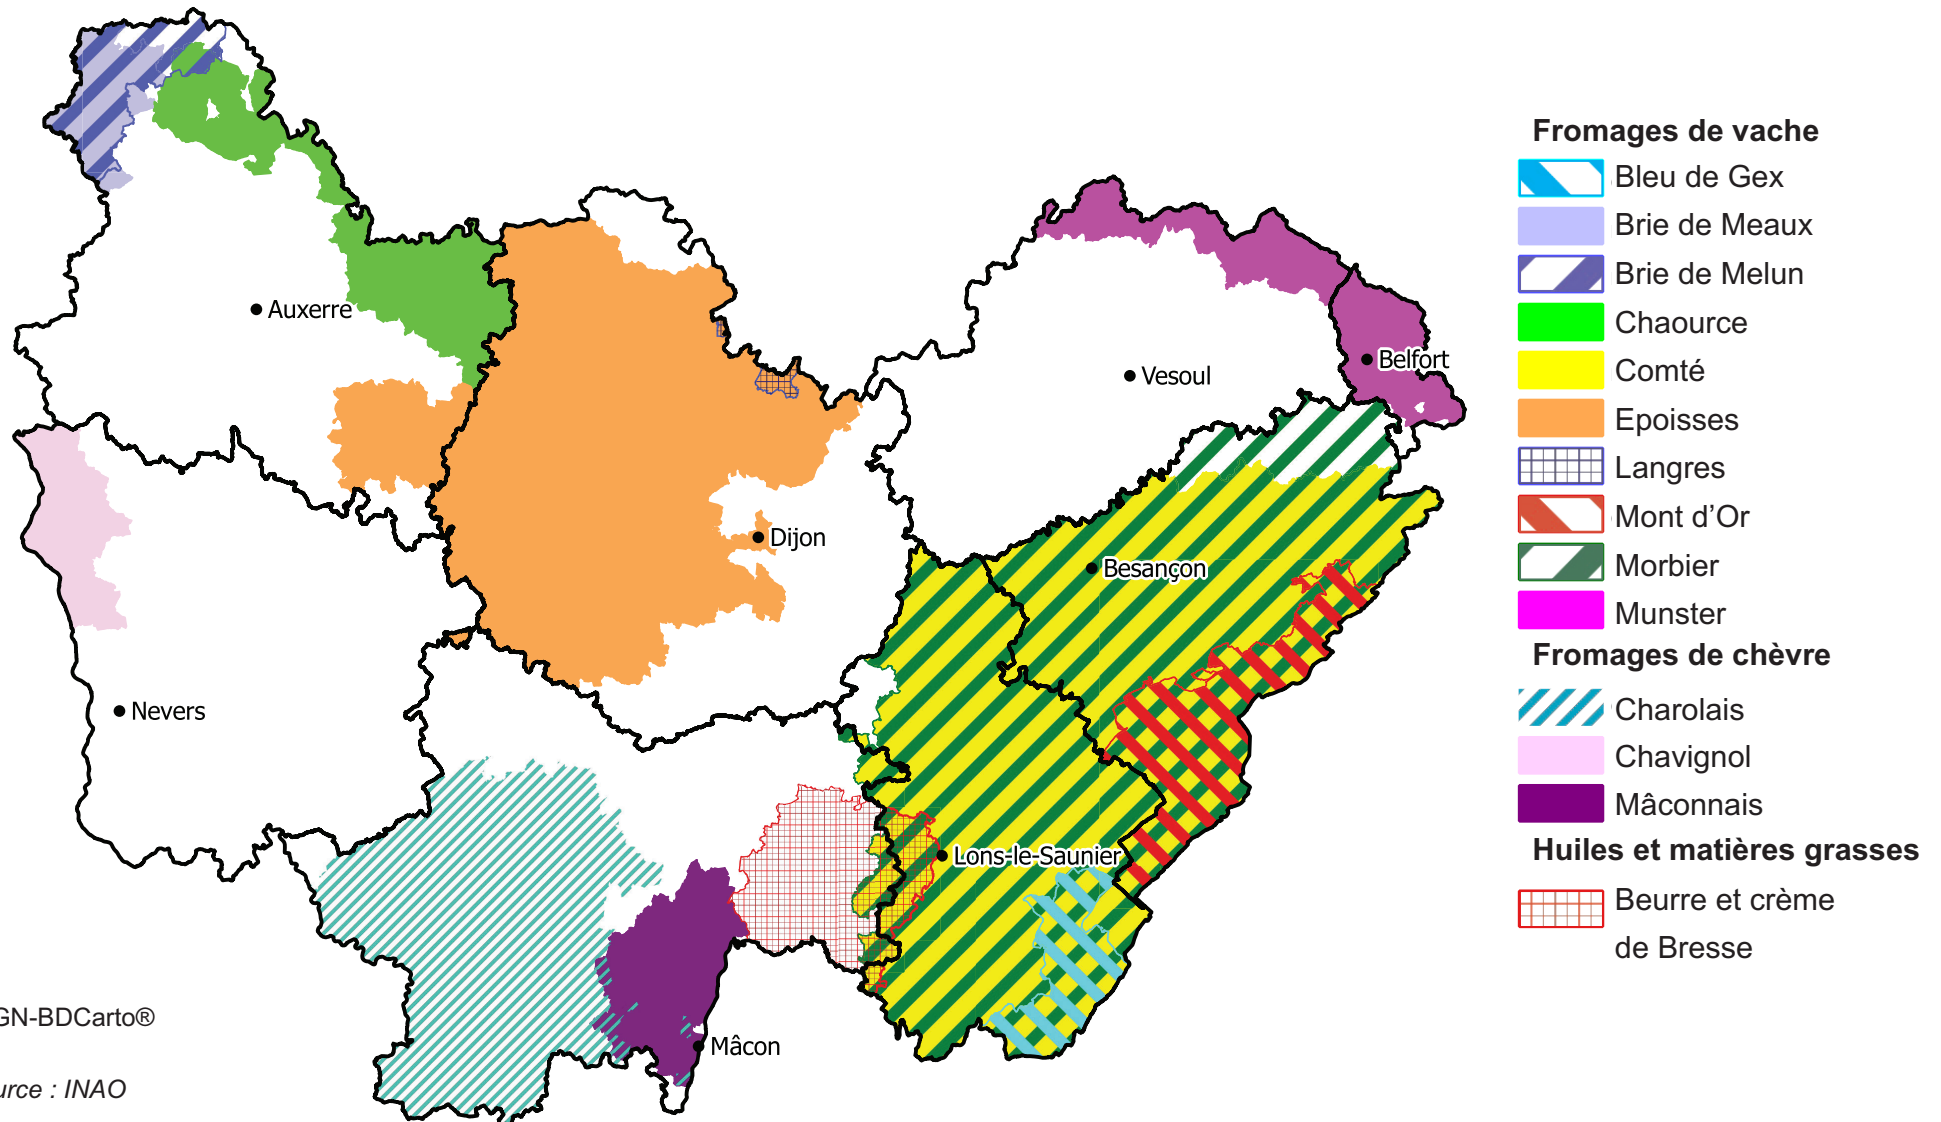 Auxerre
Vesoul
Belfort
Dijon
Besançon
Nevers
Lons-le-Saunier
Mâcon
GN-BDCarto®
urce : INAO
Fromages de vache
Bleu de Gex
Brie de Meaux
Brie de Melun
Chaource
Comté
Epoisses
Langres
Mont d’Or
Morbier
Munster
Fromages de chèvre
Charolais
Chavignol
Mâconnais
Huiles et matières grasses
Beurre et crème
de Bresse